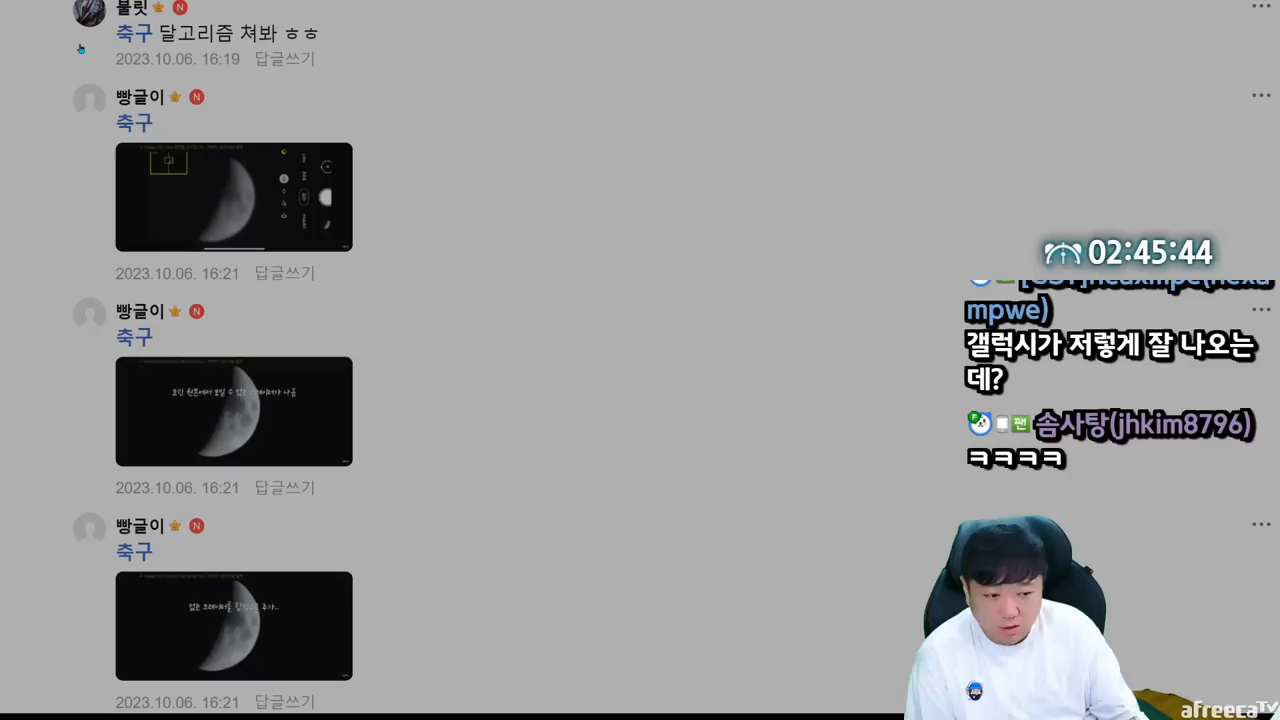 불릿 N
축구 달고리즘 쳐봐 ㅎㅎ
2023.10.06. 16:19 답글쓰기
빵글이 N
축구
2023.10.06. 16:21 답글쓰기
빵글이 N
축구
2023.10.06. 16:21 답글쓰기
빵글이 N
축구
2023.10.06. 16:21 답글쓰기
02:45:44
mpwe)
갤럭시가 저렇게 잘 나오는
데?
F 팬 솜사탕(jhkim8796)
ㅋㅋㅋㅋ
afreecaTV